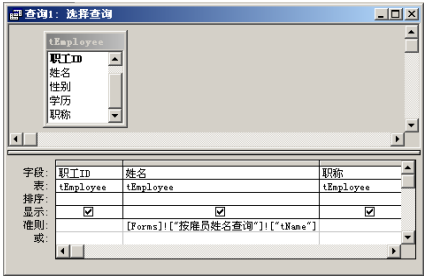 查询1: 选择查询
tEmployee
职工ID
姓名
性别
学历
职称
字段: 职工ID 姓名 职称
表: tEmployee tEmployee tEmployee
排序:
显示:
准则: [Forms]!["按雇员姓名查询"]!["tName"]
或: